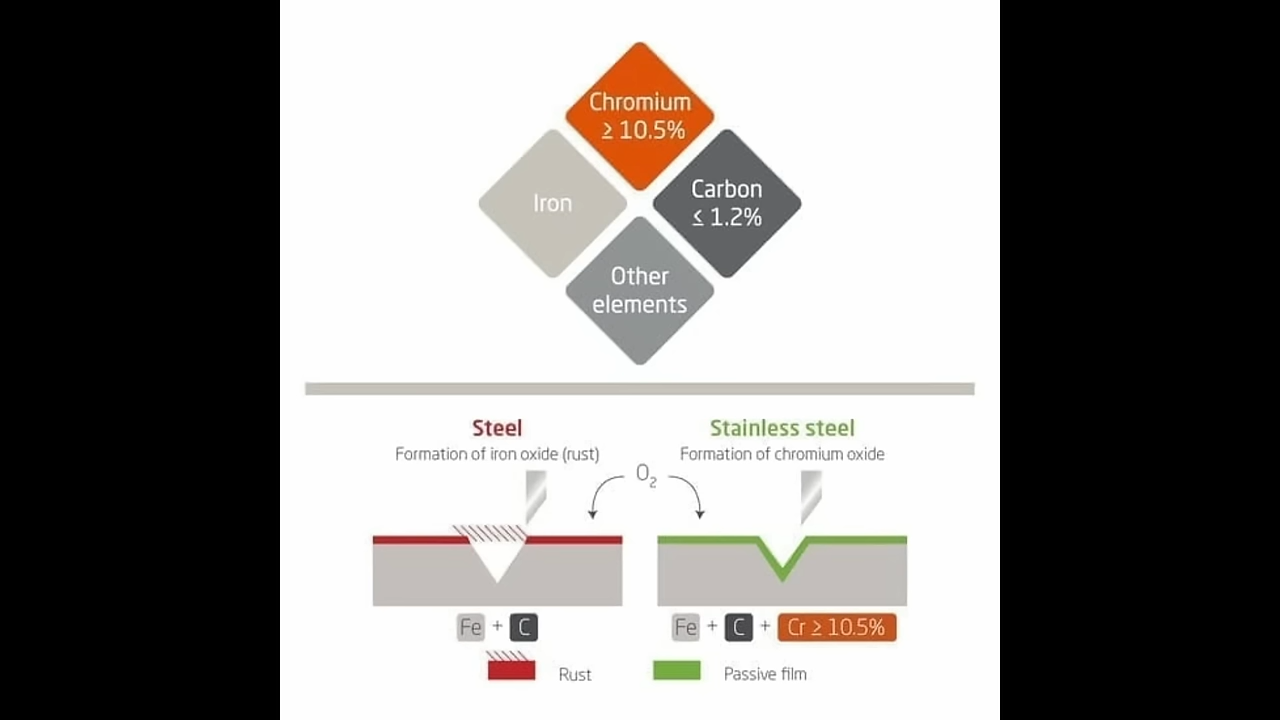 Chromium
≥ 10.5%
Iron
Carbon
≤ 1.2%
Other
elements
Steel
Formation of iron oxide (rust)
Stainless steel
Formation of chromium oxide
O₂
Fe + C
Fe + C + Cr ≥ 10.5%
Rust
Passive film